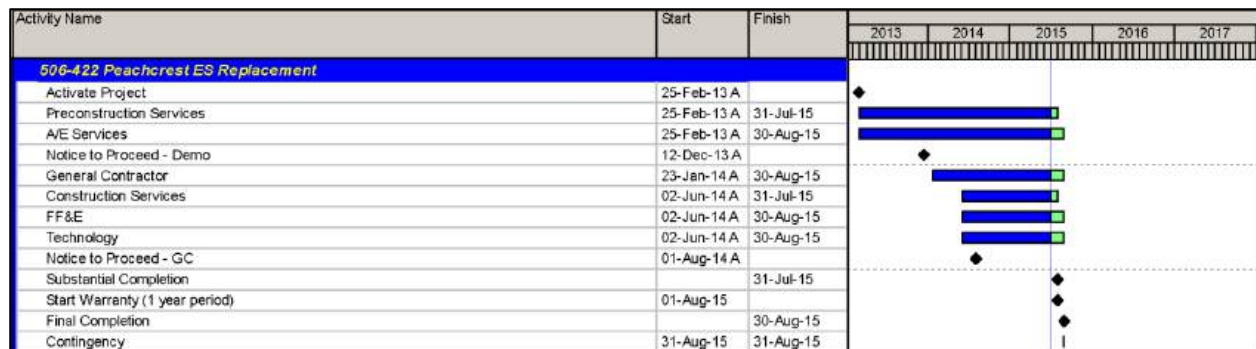 Activity Name Start Finish
2013 2014 2015 2016 2017
506-422 Peachcrest ES Replacement
Activate Project 25-Feb-13 A
Preconstruction Services 25-Feb-13 A 31-Jul-15
A/E Services 25-Feb-13 A 30-Aug-15
Notice to Proceed - Demo 12-Dec-13 A
General Contractor 23-Jan-14 A 30-Aug-15
Construction Services 02-Jun-14 A 31-Jul-15
FF&E 02-Jun-14 A 30-Aug-15
Technology 02-Jun-14 A 30-Aug-15
Notice to Proceed - GC 01-Aug-14 A
Substantial Completion 31-Jul-15
Start Warranty (1 year period) 01-Aug-15
Final Completion 30-Aug-15
Contingency 31-Aug-15 31-Aug-15